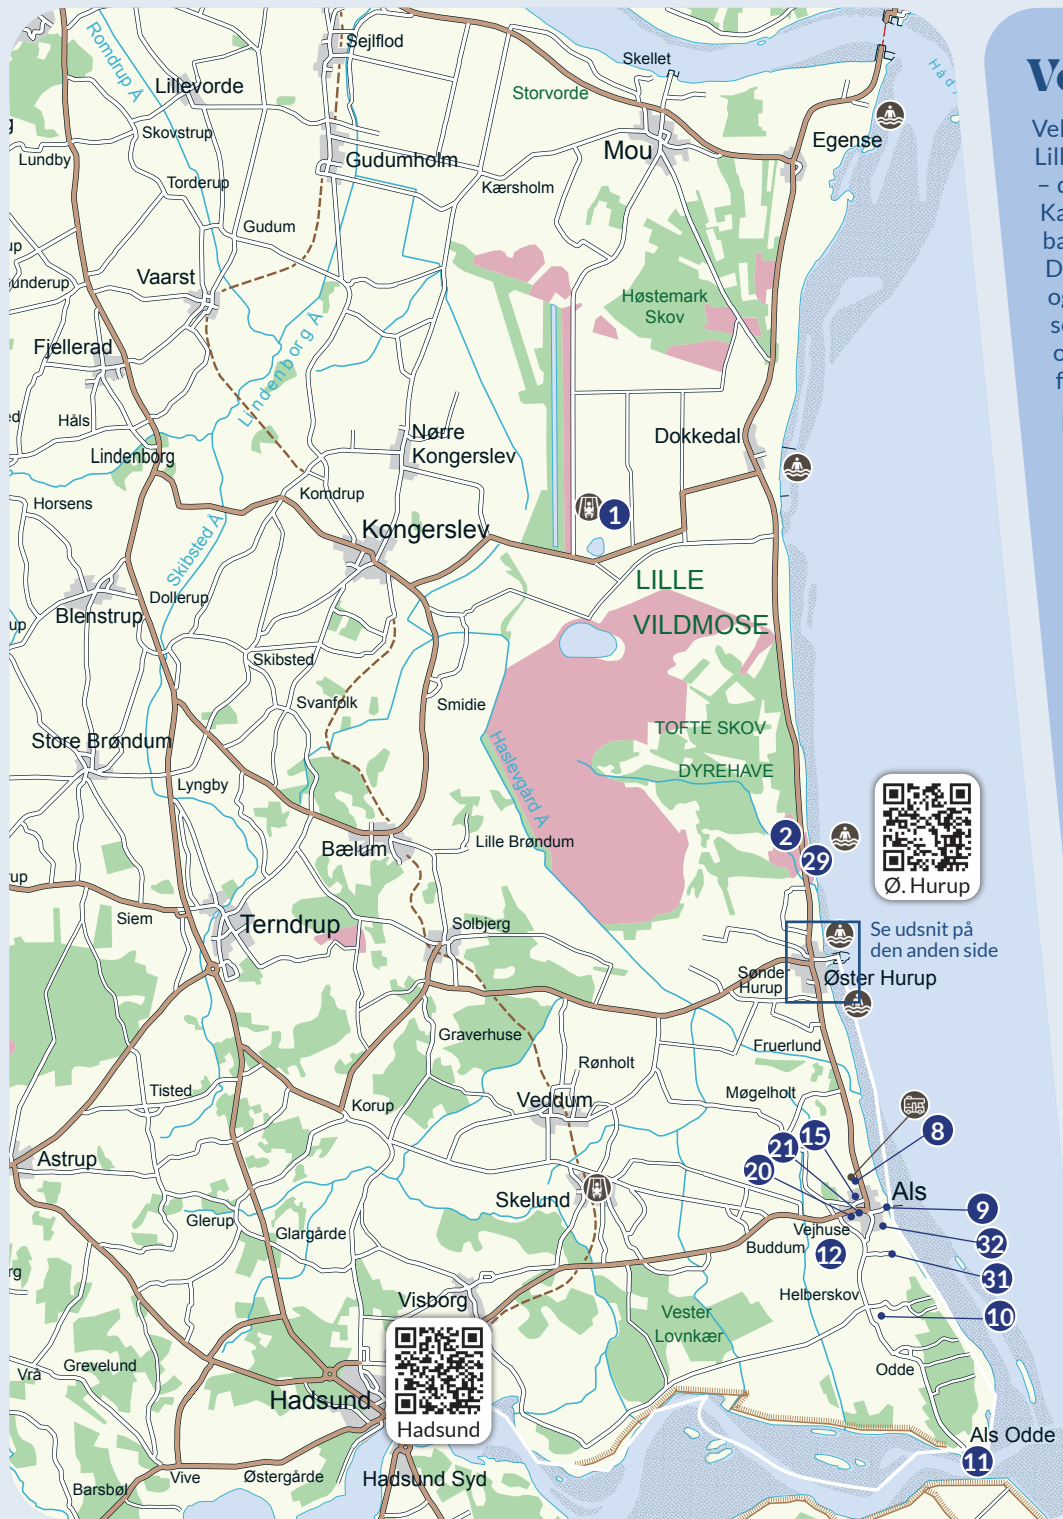 Sejlflod
Skellet
Romdrup Å
Lillevorde
Storvorde
Skovstrup
Egense
Mou
Lundby
Gudumholm
Torderup
Kærsholm
Gudum
Vaarst
Høstemark
Skov
Lindenborg Å
Fjellerad
Håls
Nørre
Kongerslev
Dokkedal
Lindenborg
Komdrup
Horsens
1
Kongerslev
Skibsted Å
LILLE
VILDMOSE
Dollerup
Blenstrup
Skibsted
Svanfolk
Smidie
TOFTE SKOV
DYREHAVE
Store Brøndum
Haslevgård Å
Lyngby
Bælum
Lille Brøndum
2
29
Ø. Hurup
Siem
Terndrup
Solbjerg
Se udsnit på
den anden side
Sønder
Hurup
Øster Hurup
Graverhuse
Fruerlund
Rønholt
Tisted
Korup
Veddum
Møgelholt
8
15
21
20
Astrup
Skelund
Als
9
Glerup
Glargårde
Vejhuse
Buddum
12
32
31
Helberskov
Visborg
Vester
Lovnkær
10
Grevelund
Vrå
Odde
Hadsund
Hadsund
Als Odde
11
Vive
Østergårde
Hadsund Syd
Barsbøl